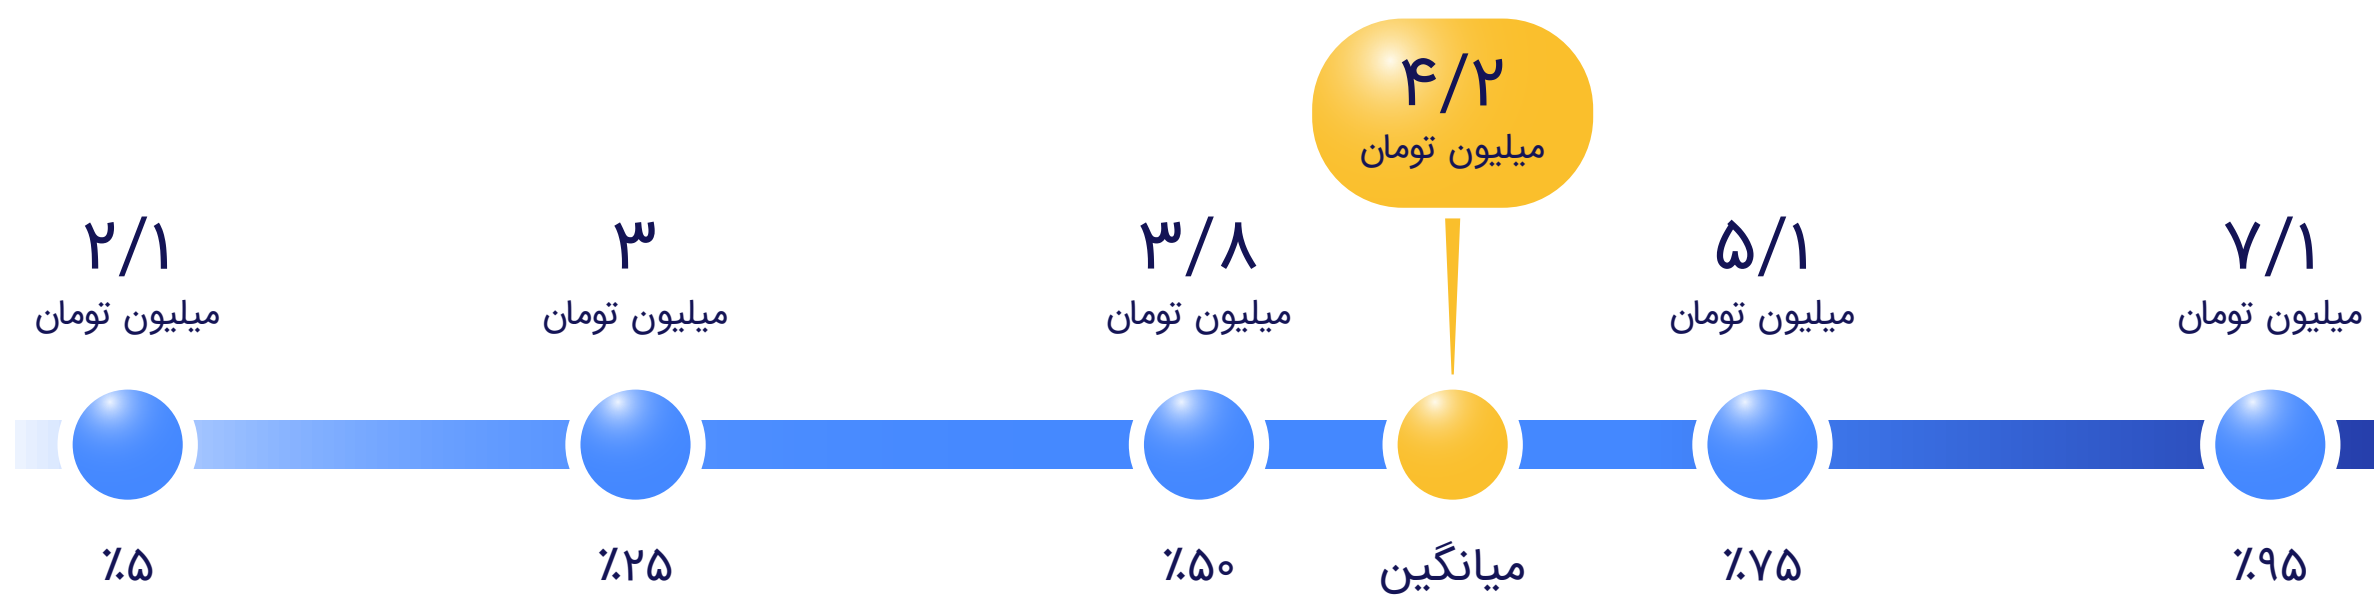 ۴/۲
میلیون تومان
۲/۱
میلیون تومان
۳
میلیون تومان
۳/۸
میلیون تومان
۵/۱
میلیون تومان
۷/۱
میلیون تومان
٪۵
٪۲۵
٪۵۰
میانگین
٪۷۵
٪۹۵